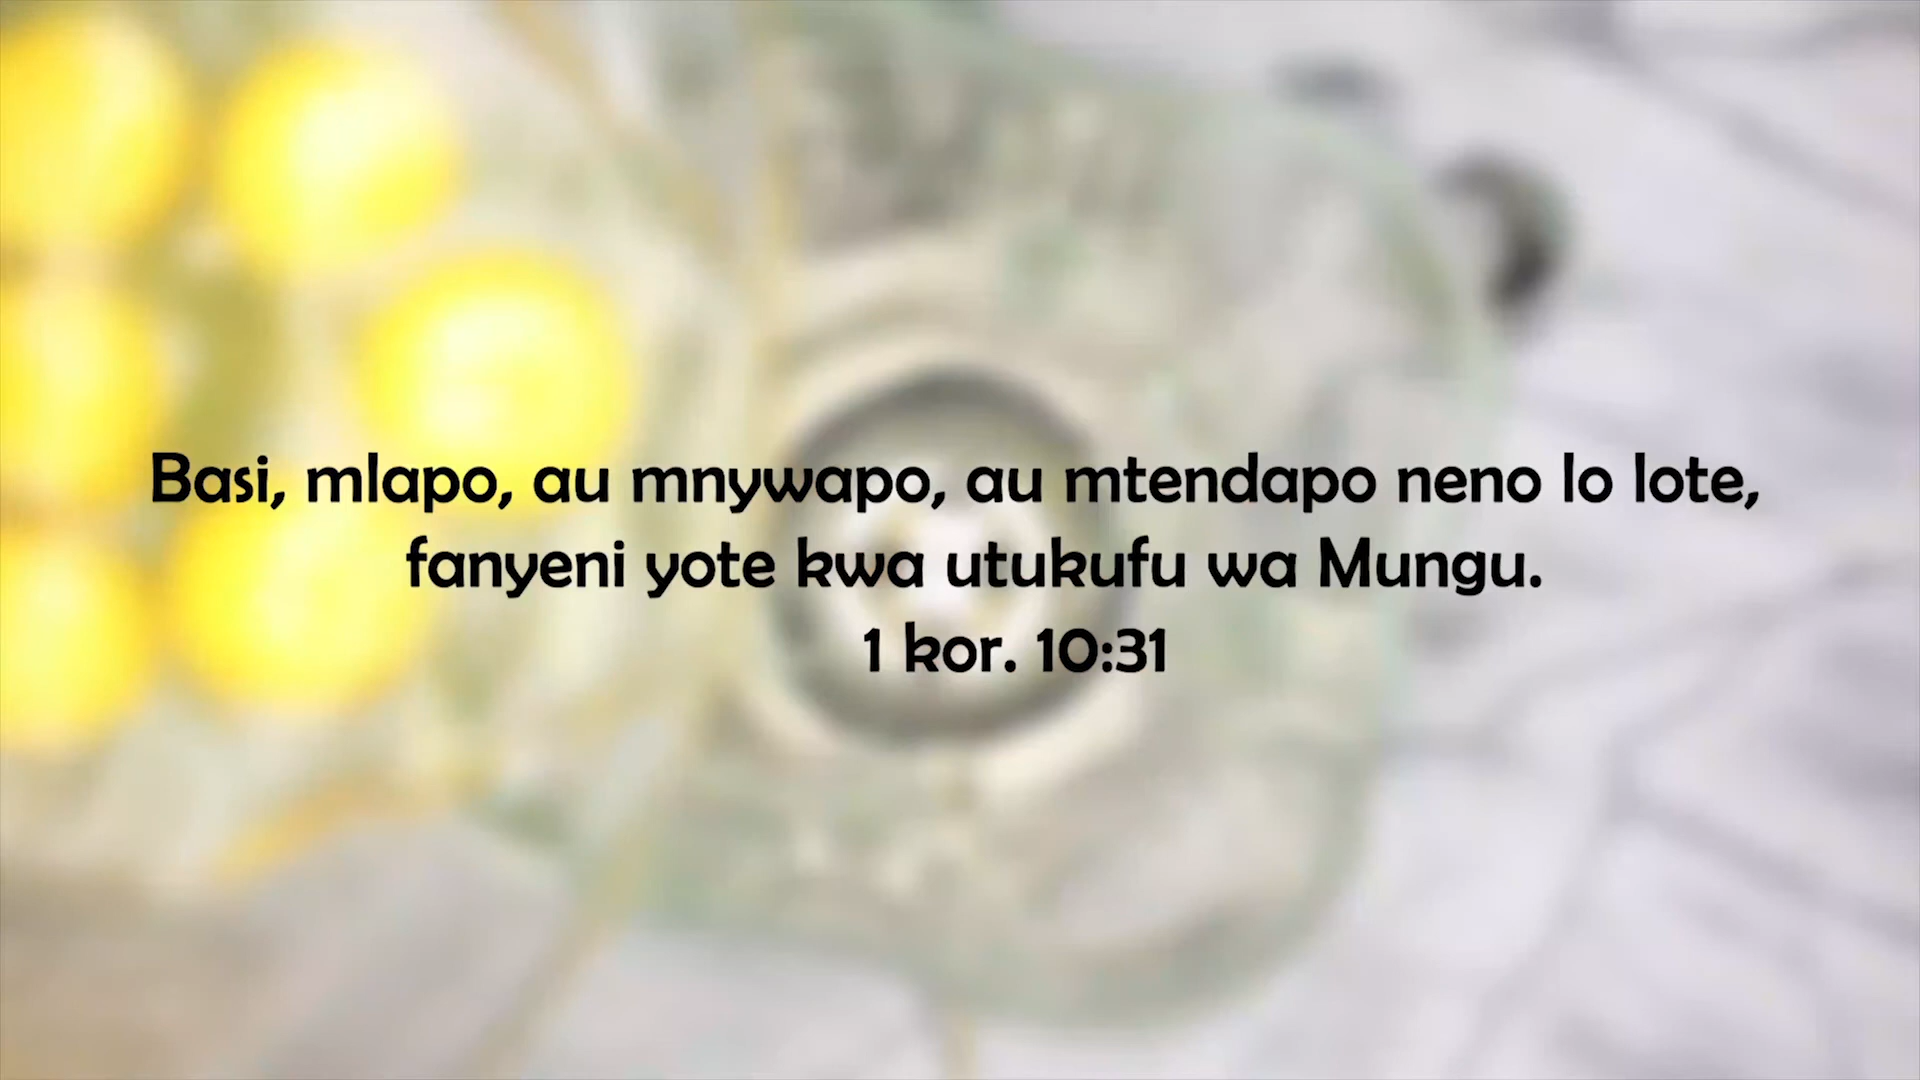 Basi, mlapo, au mnywapo, au mtendapo neno lo lote,
fanyeni yote kwa utukufu wa Mungu.
1 kor. 10:31